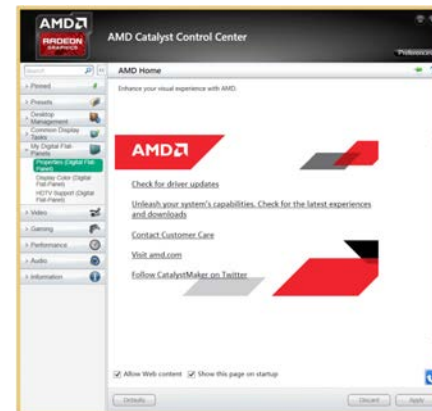 AMD
RADEON
GRAPHICS
AMD Catalyst Control Center
Preferences
Search
AMD Home
Pinned
Enhance your visual experience with AMD.
Presets
Desktop
Management
Common Display
Tasks
My Digital Flat-
Panels
Properties (Digital Flat-
Panel)
Display Color (Digital
Flat-Panel)
HDTV Support (Digital
Flat-Panel)
Video
Gaming
Performance
Audio
Information
AMD
Check for driver updates
Unleash your system's capabilities. Check for the latest experiences
and downloads
Contact Customer Care
Visit amd.com
Follow CatalystMaker on Twitter
Allow Web content
Show this page on startup
Defaults
Discard
Apply